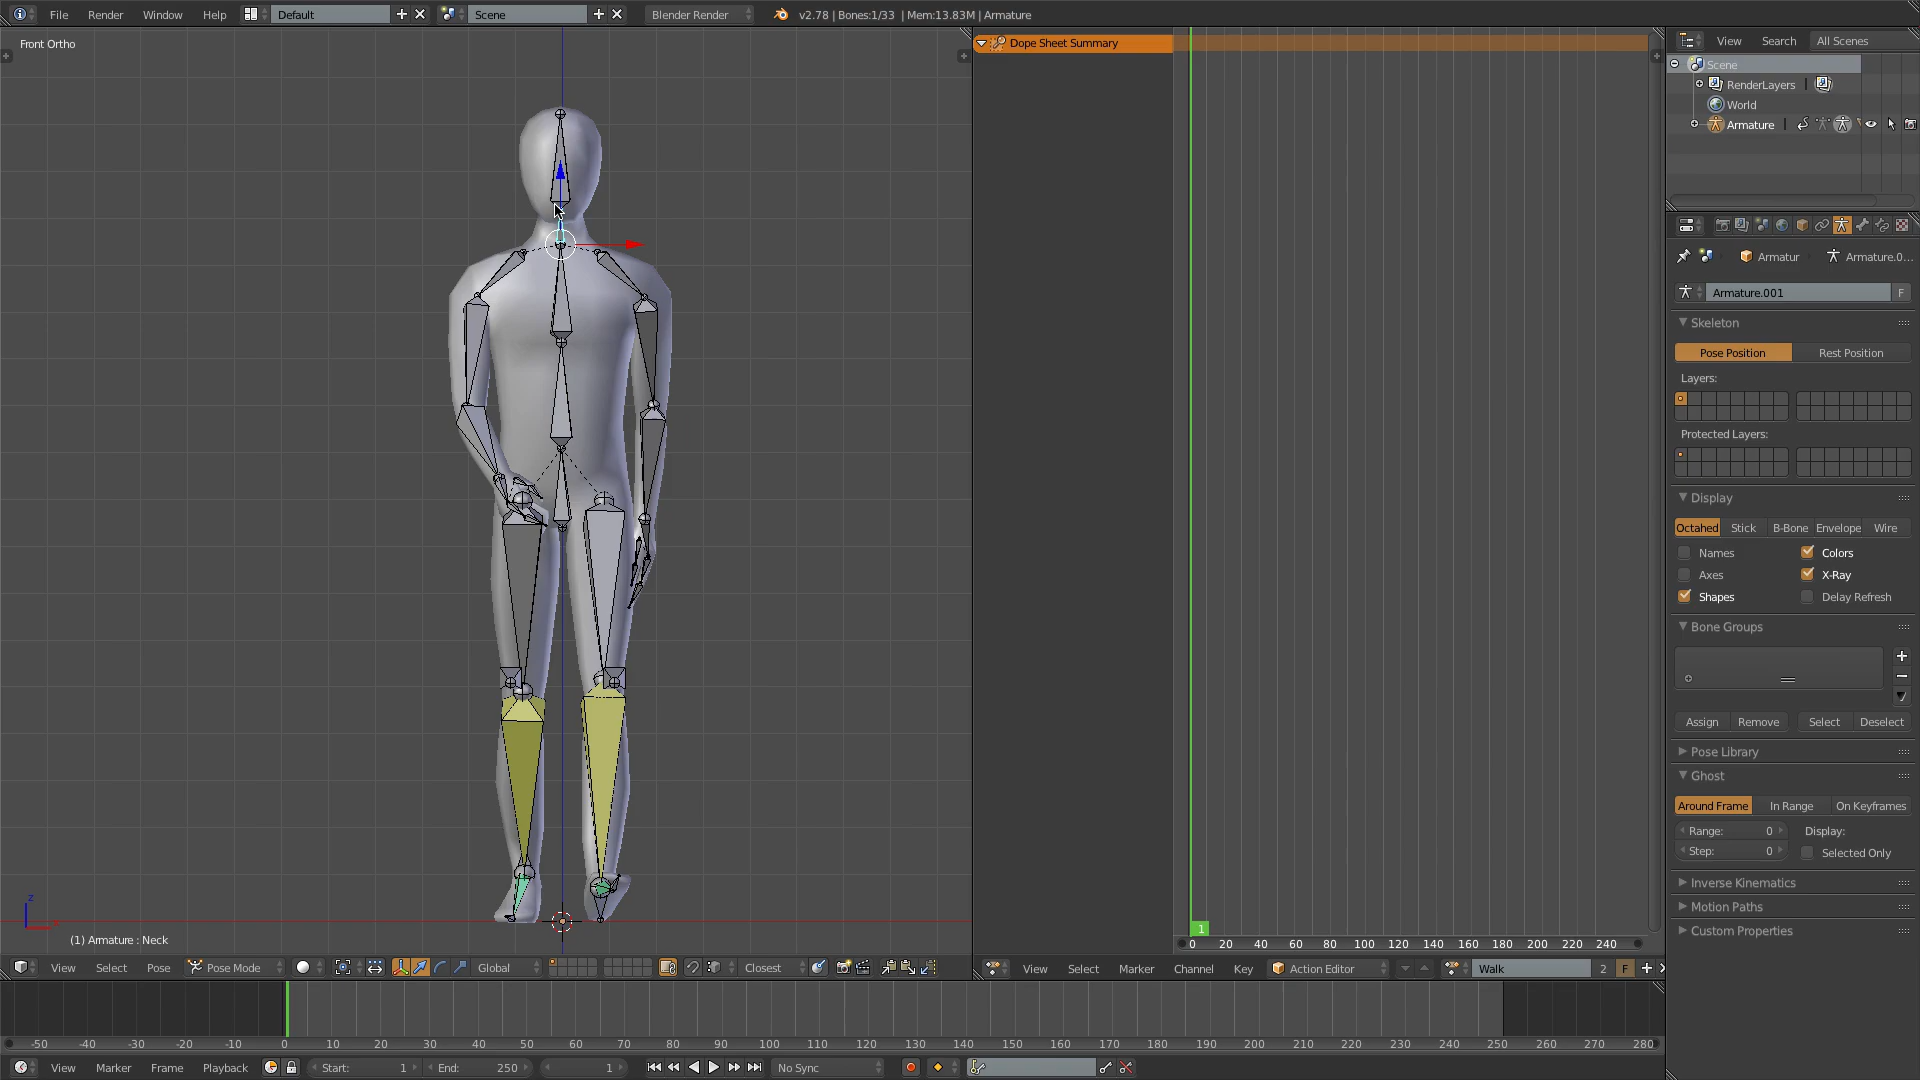 File Render Window Help Default Scene Blender Render v2.78 | Bones:1/33 | Mem:13.83M | Armature
Front Ortho
Dope Sheet Summary
View Search All Scenes
Scene
RenderLayers
World
Armature
Armatur Armature.0...
Armature.001 F
Skeleton
Pose Position Rest Position
Layers:
Protected Layers:
Display
Octahed Stick B-Bone Envelope Wire
Names Colors
Axes X-Ray
Shapes Delay Refresh
Bone Groups
Assign Remove Select Deselect
Pose Library
Ghost
Around Frame In Range On Keyframes
Range: 0 Display:
Step: 0 Selected Only
Inverse Kinematics
Motion Paths
Custom Properties
z
(1) Armature : Neck
1
0 20 40 60 80 100 120 140 160 180 200 220 240
View Select Pose Pose Mode Global Closest
View Select Marker Channel Key Action Editor Walk 2 F
-50 -40 -30 -20 -10 0 10 20 30 40 50 60 70 80 90 100 110 120 130 140 150 160 170 180 190 200 210 220 230 240 250 260 270 280
View Marker Frame Playback Start: 1 End: 250 1 No Sync